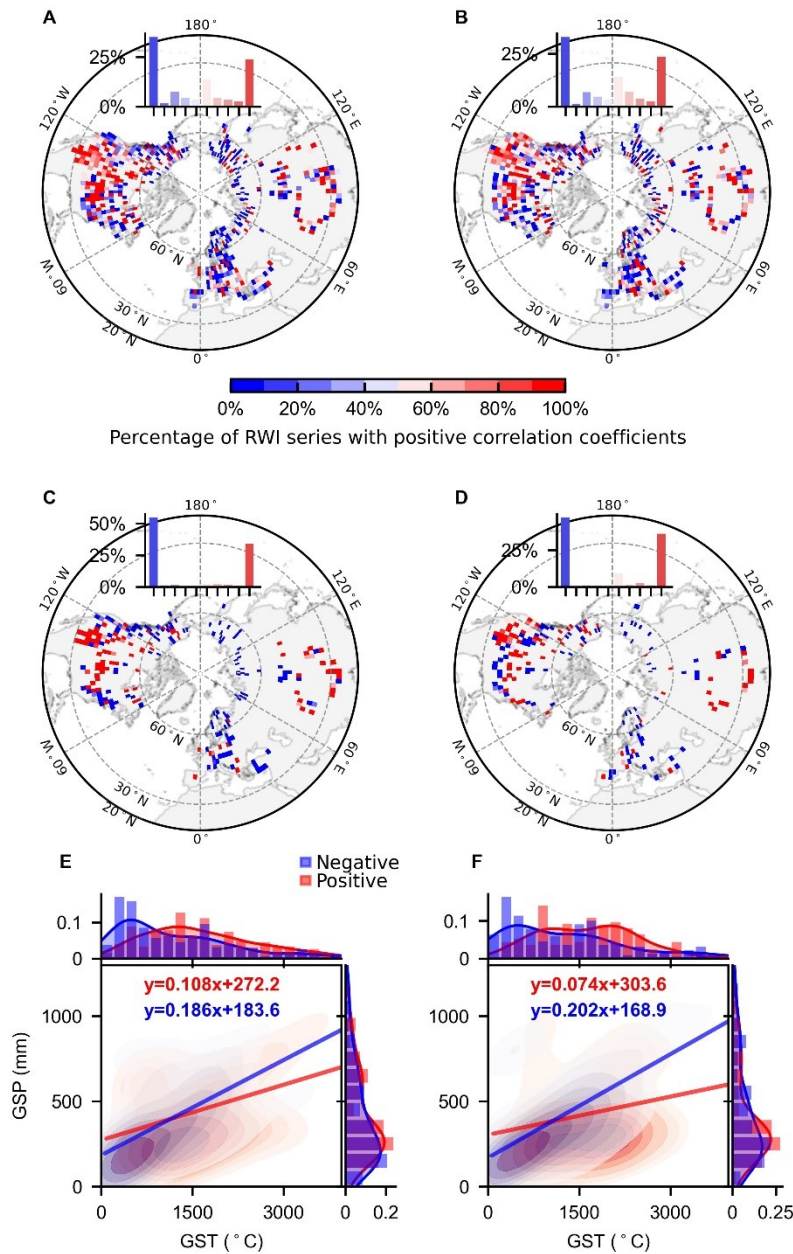 A
180°
25%
0%
120°W
120°E
60°W
60°N
60°E
30°N
20°N
0°
B
180°
25%
0%
120°W
120°E
60°W
60°N
60°E
30°N
20°N
0°
0% 20% 40% 60% 80% 100%
Percentage of RWI series with positive correlation coefficients
C
180°
50%
25%
0%
120°W
120°E
60°W
60°N
60°E
30°N
20°N
0°
D
180°
25%
0%
120°W
120°E
60°W
60°N
60°E
30°N
20°N
0°
E
Negative
Positive
0.1
0
y=0.108x+272.2
y=0.186x+183.6
1000
500
0
GSP (mm)
0 1500 3000
0 0.2
GST (°C)
F
0.1
0
y=0.074x+303.6
y=0.202x+168.9
1000
500
0
0 1500 3000
0 0.25
GST (°C)